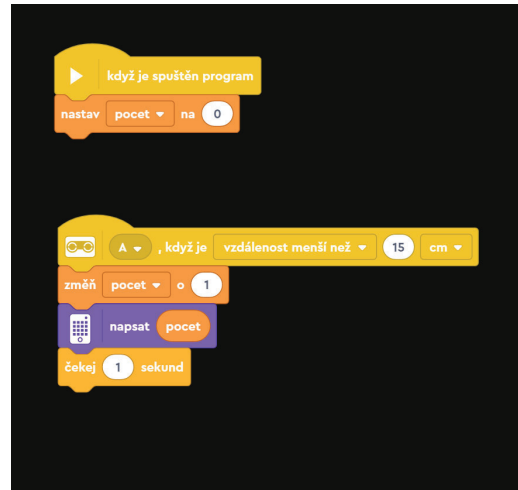 když je spuštěn program
nastav pocet na 0
A , když je vzdálenost menší než 15 cm
změň pocet o 1
napsat pocet
čekej 1 sekund